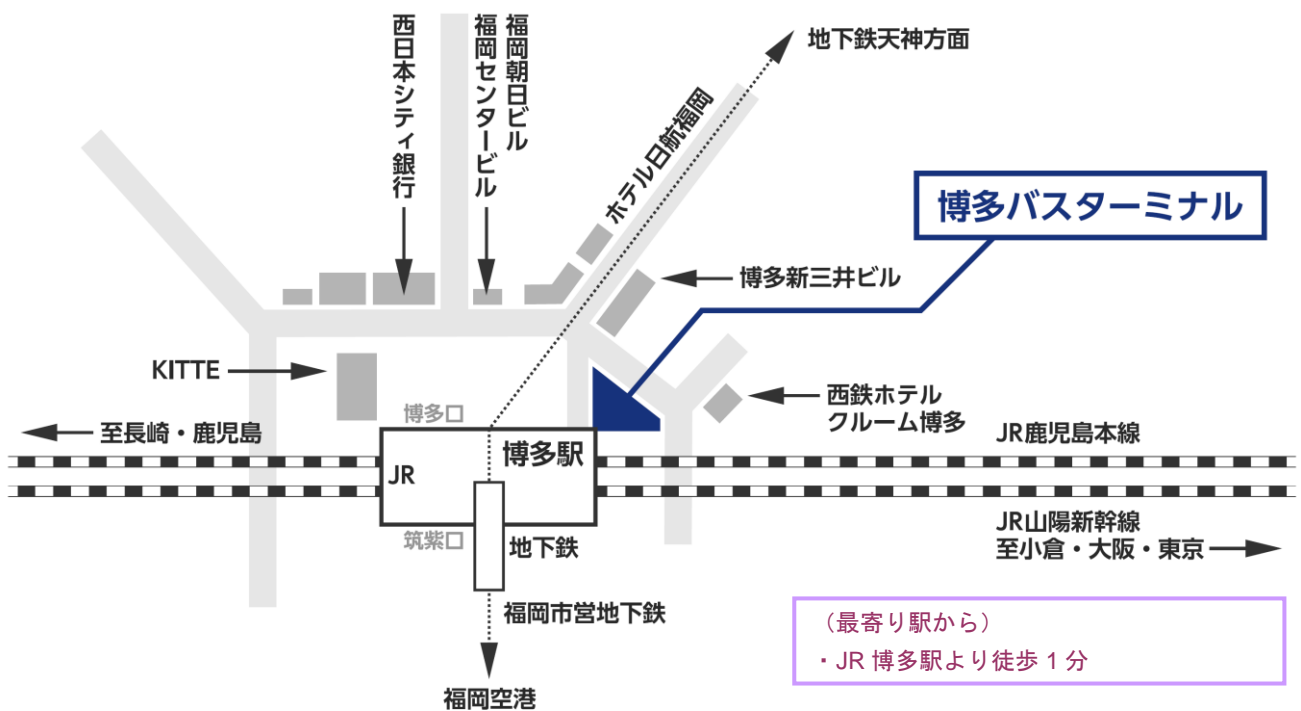 西日本シティ銀行
福岡センタービル
福岡朝日ビル
ホテル日航福岡
地下鉄天神方面
博多バスターミナル
博多新三井ビル
KITTE
西鉄ホテル
クルーム博多
博多口
至長崎・鹿児島
JR
博多駅
JR鹿児島本線
筑紫口
地下鉄
JR山陽新幹線
至小倉・大阪・東京
福岡市営地下鉄
福岡空港
（最寄り駅から）
・JR 博多駅より徒歩 1 分